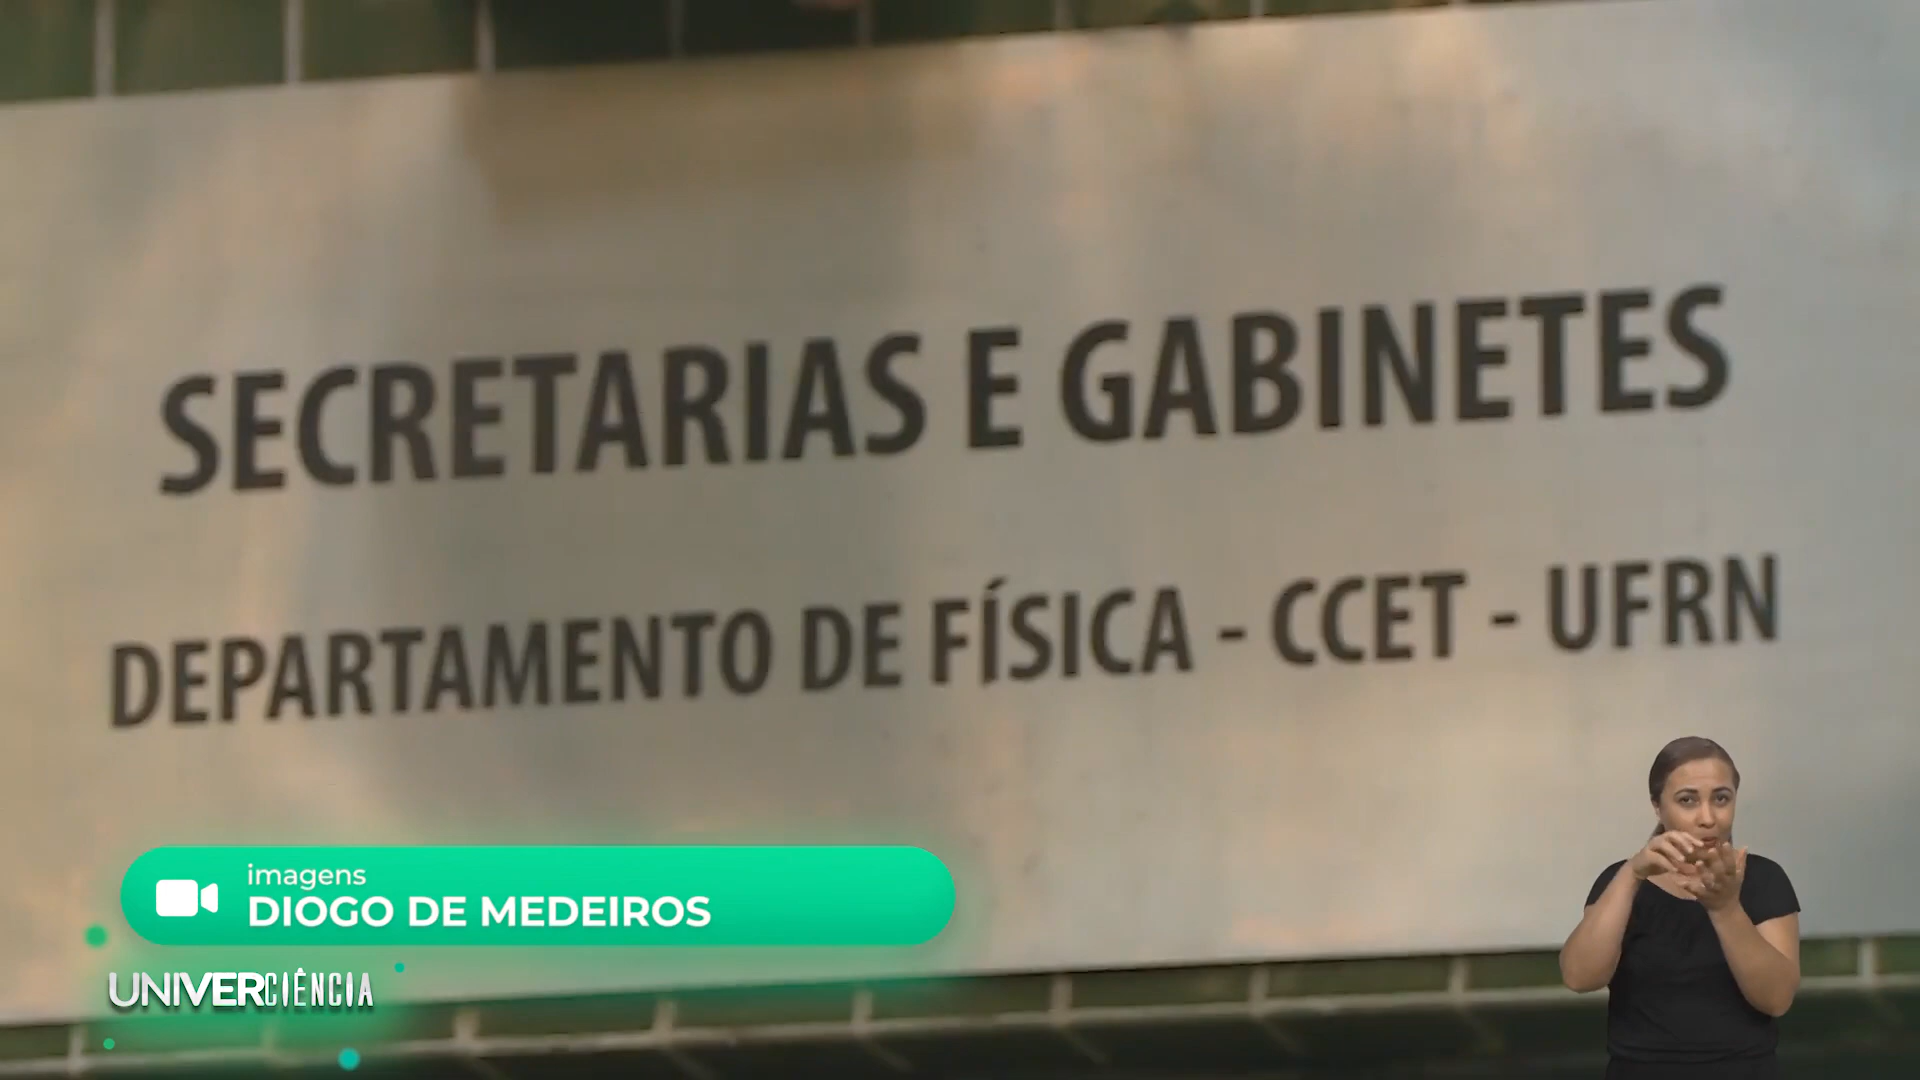 SECRETARIAS E GABINETES
DEPARTAMENTO DE FÍSICA - CCET - UFRN
imagens
DIOGO DE MEDEIROS
UNIVERCIÊNCIA